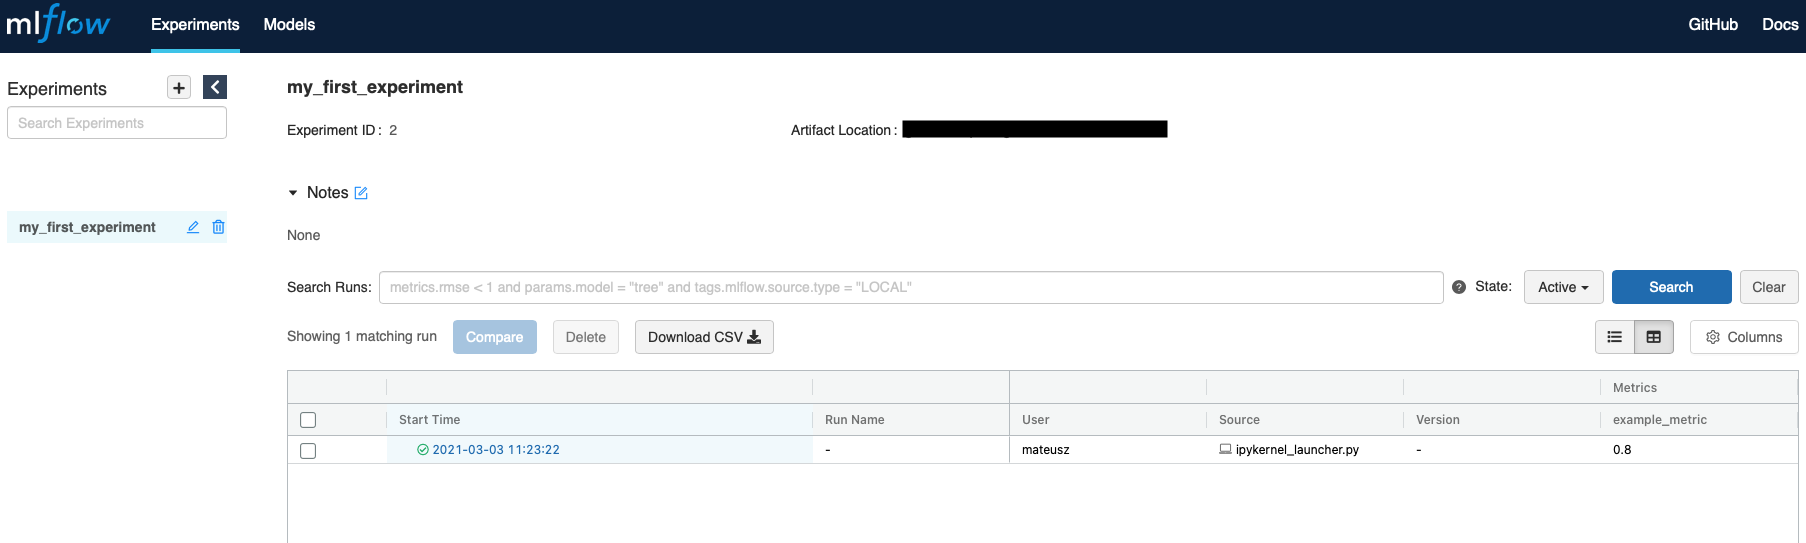 mlflow Experiments Models GitHub Docs
Experiments +
Search Experiments
my_first_experiment
my_first_experiment
Experiment ID : 2 Artifact Location :
Notes
None
Search Runs: metrics.rmse < 1 and params.model = "tree" and tags.mlflow.source.type = "LOCAL" ? State: Active Search Clear
Showing 1 matching run Compare Delete Download CSV Columns
Metrics
Start Time Run Name User Source Version example_metric
2021-03-03 11:23:22 - mateusz ipykernel_launcher.py - 0.8